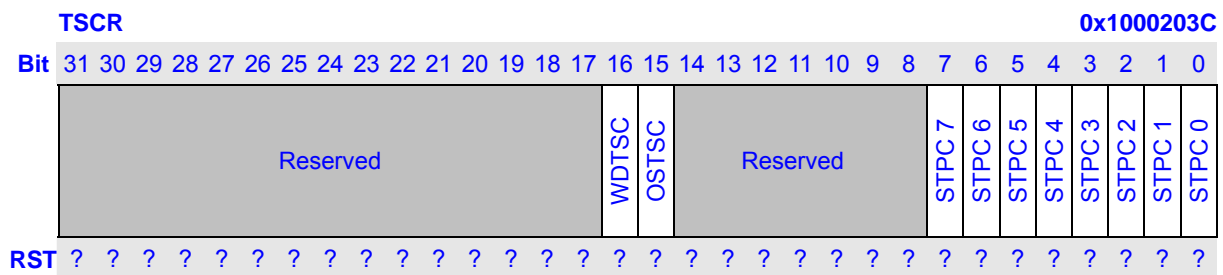 TSCR 0x1000203C
Bit 31 30 29 28 27 26 25 24 23 22 21 20 19 18 17 16 15 14 13 12 11 10 9 8 7 6 5 4 3 2 1 0
Reserved WDTSC OSTSC Reserved STPC 7 STPC 6 STPC 5 STPC 4 STPC 3 STPC 2 STPC 1 STPC 0
RST ? ? ? ? ? ? ? ? ? ? ? ? ? ? ? ? ? ? ? ? ? ? ? ? ? ? ? ? ? ? ? ?